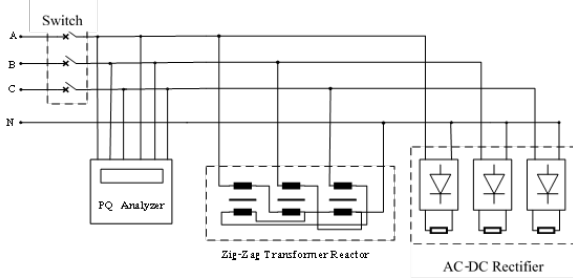 Switch
A
B
C
N
PQ Analyzer
Zig-Zag Transformer Reactor
AC-DC Rectifier